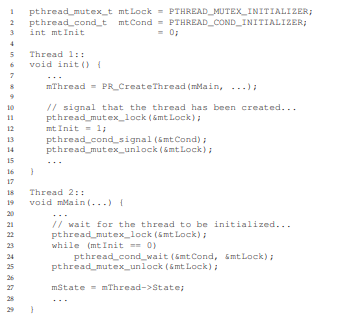 1 pthread_mutex_t mtLock = PTHREAD_MUTEX_INITIALIZER;
2 pthread_cond_t mtCond = PTHREAD_COND_INITIALIZER;
3 int mtInit = 0;
4
5 Thread 1::
6 void init() {
7 ...
8 mThread = PR_CreateThread(mMain, ...);
9
10 // signal that the thread has been created...
11 pthread_mutex_lock(&mtLock);
12 mtInit = 1;
13 pthread_cond_signal(&mtCond);
14 pthread_mutex_unlock(&mtLock);
15 ...
16 }
17
18 Thread 2::
19 void mMain(...) {
20 ...
21 // wait for the thread to be initialized...
22 pthread_mutex_lock(&mtLock);
23 while (mtInit == 0)
24 pthread_cond_wait(&mtCond, &mtLock);
25 pthread_mutex_unlock(&mtLock);
26
27 mState = mThread->State;
28 ...
29 }